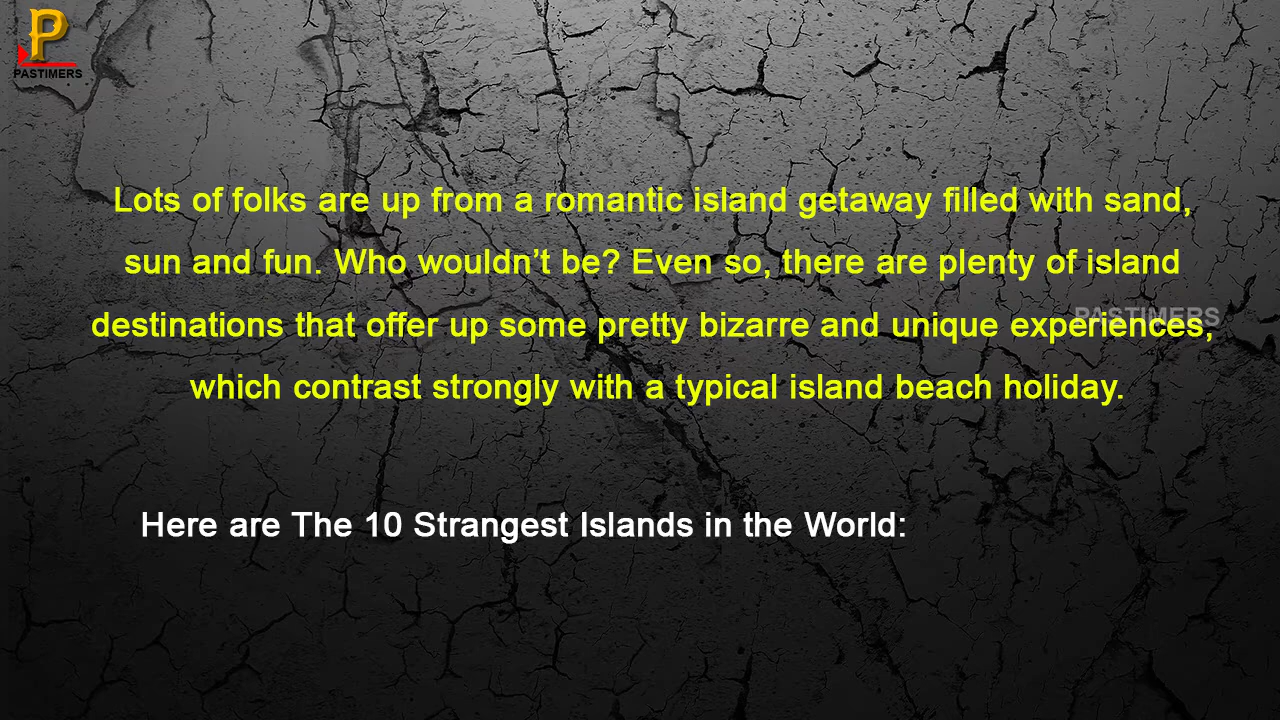 P
PASTIMERS
Lots of folks are up from a romantic island getaway filled with sand,
sun and fun. Who wouldn’t be? Even so, there are plenty of island
PASTIMERS
destinations that offer up some pretty bizarre and unique experiences,
which contrast strongly with a typical island beach holiday.
Here are The 10 Strangest Islands in the World: